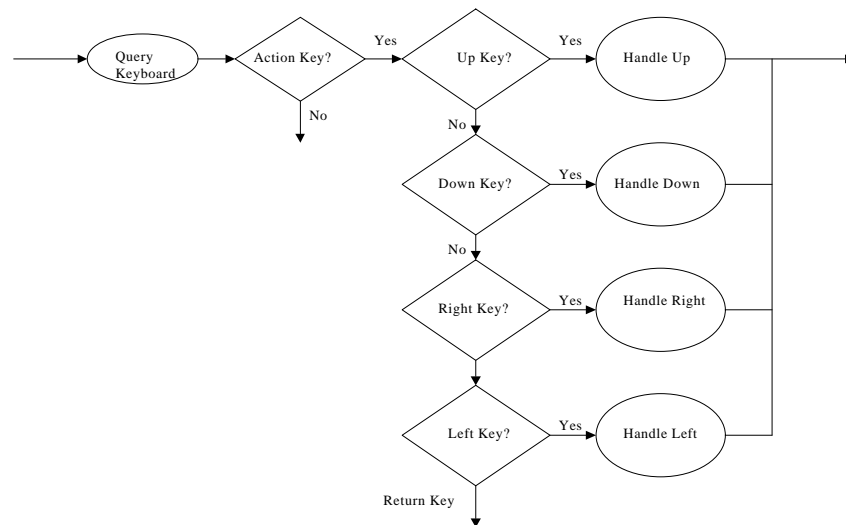 Query
Keyboard
Action Key?
Yes
Up Key?
Yes
Handle Up
No
No
Down Key?
Yes
Handle Down
No
Right Key?
Yes
Handle Right
Left Key?
Yes
Handle Left
Return Key